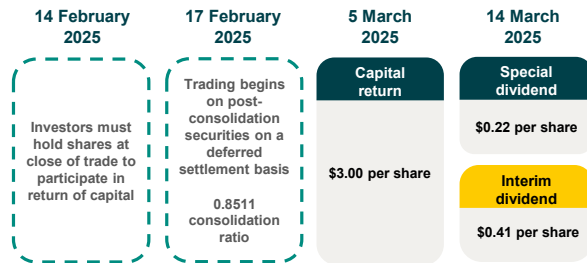 14 February
2025
17 February
2025
5 March
2025
14 March
2025
Investors must
hold shares at
close of trade to
participate in
return of capital
Trading begins
on post-
consolidation
securities on a
deferred
settlement basis
0.8511
consolidation
ratio
Capital
return
$3.00 per share
Special
dividend
$0.22 per share
Interim
dividend
$0.41 per share